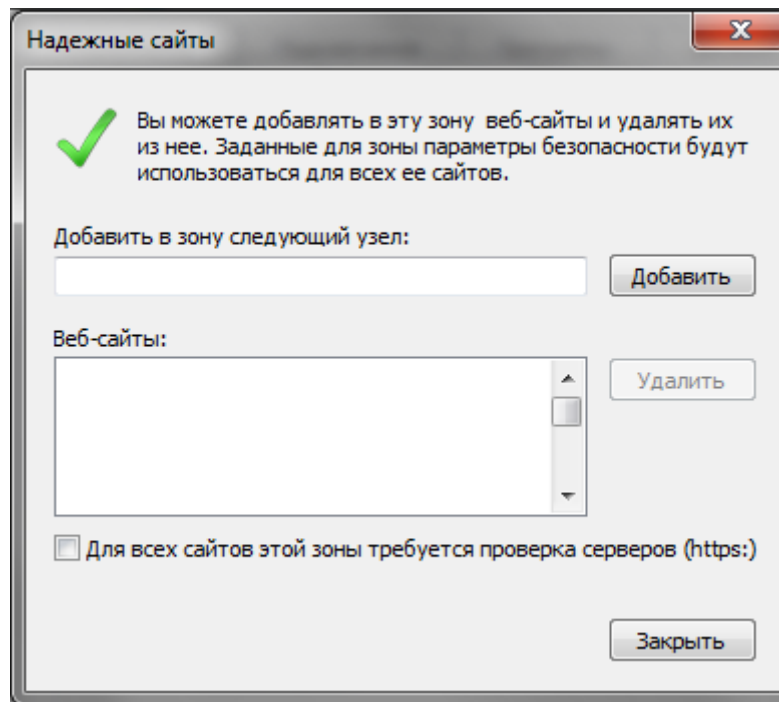 Надежные сайты
Вы можете добавлять в эту зону веб-сайты и удалять их
из нее. Заданные для зоны параметры безопасности будут
использоваться для всех ее сайтов.
Добавить в зону следующий узел:
Добавить
Веб-сайты:
Удалить
Для всех сайтов этой зоны требуется проверка серверов (https:)
Закрыть